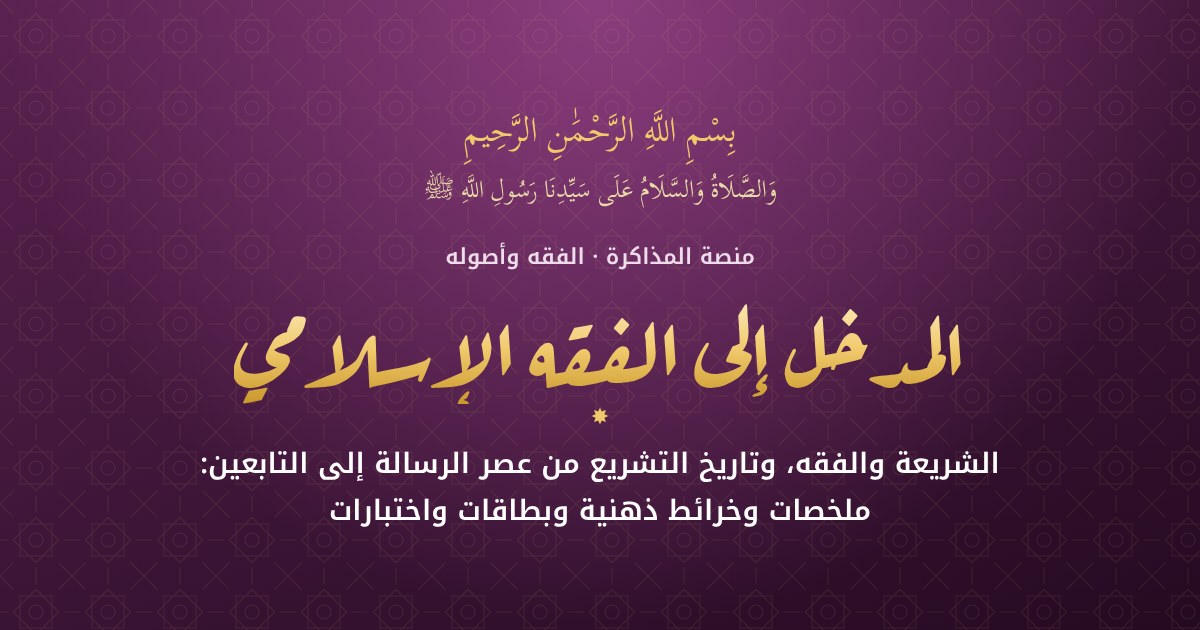 بِسْمِ اللَّهِ الرَّحْمَٰنِ الرَّحِيمِ
وَالصَّلَاةُ وَالسَّلَامُ عَلَى سَيِّدِنَا رَسُولِ اللَّهِ ﷺ
منصة المذاكرة · الفقه وأصوله
المدخل إلى الفقه الإسلامي
الشريعة والفقه، وتاريخ التشريع من عصر الرسالة إلى التابعين:
ملخصات وخرائط ذهنية وبطاقات واختبارات